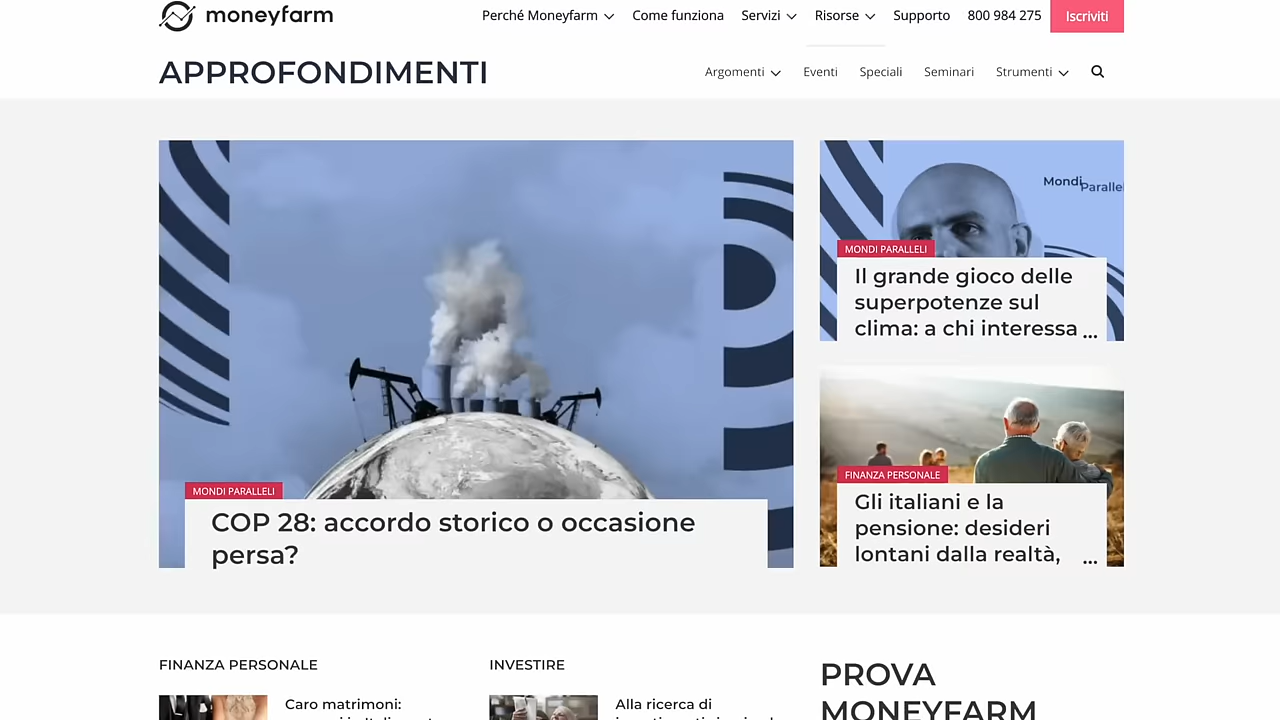 moneyfarm
Perché Moneyfarm
Come funziona
Servizi
Risorse
Supporto
800 984 275
Iscriviti
APPROFONDIMENTI
Argomenti
Eventi
Speciali
Seminari
Strumenti
MONDI PARALLELI
COP 28: accordo storico o occasione
persa?
Mondi
MONDI PARALLELI
Il grande gioco delle
superpotenze sul
clima: a chi interessa ...
FINANZA PERSONALE
Gli italiani e la
pensione: desideri
lontani dalla realtà, ...
FINANZA PERSONALE
Caro matrimoni:
INVESTIRE
Alla ricerca di
PROVA
MONEYFARM